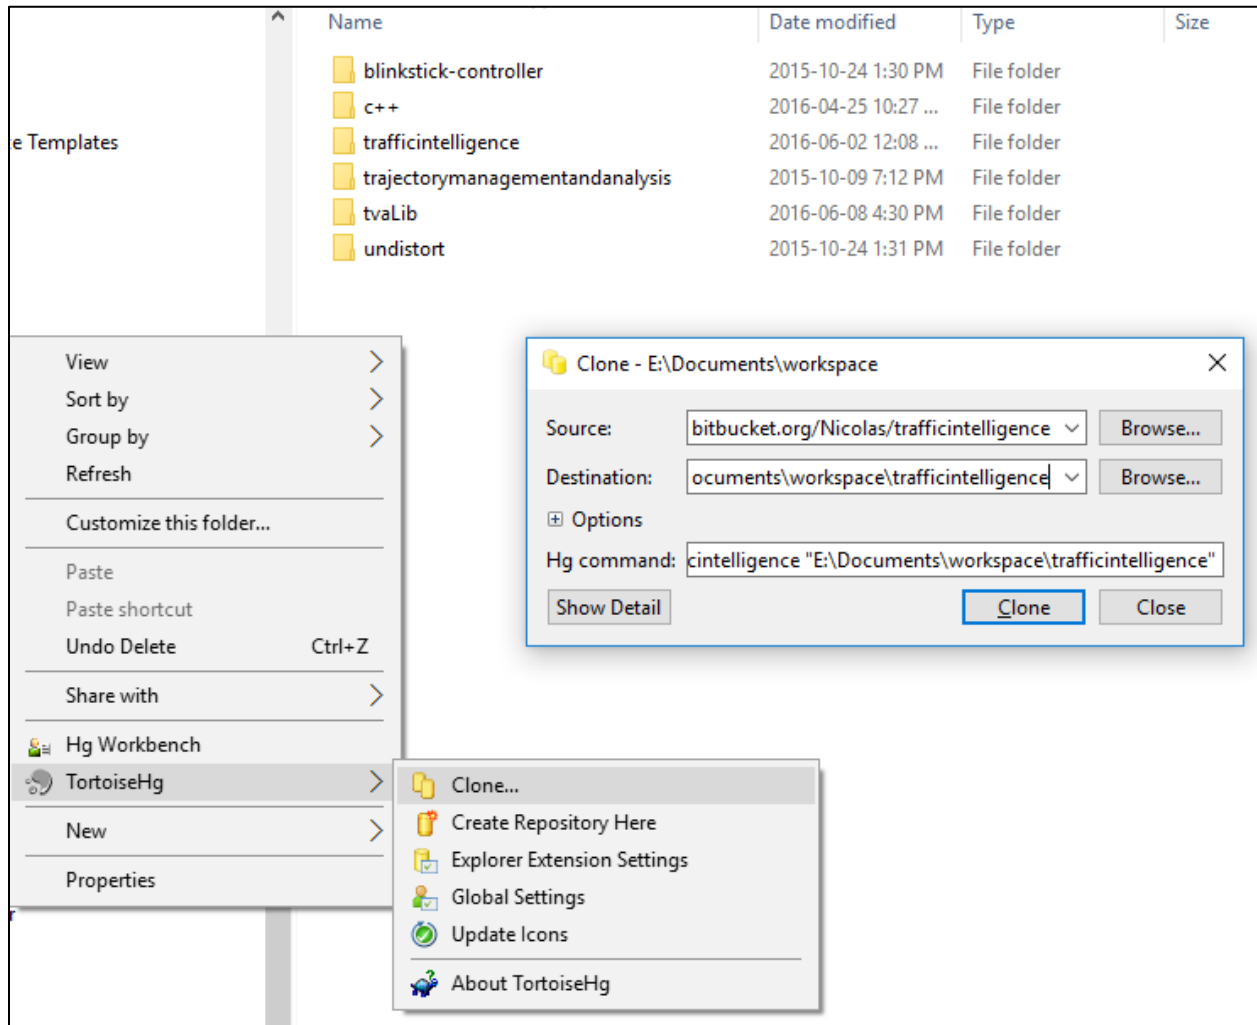 Name Date modified Type Size
blinkstick-controller 2015-10-24 1:30 PM File folder
c++ 2016-04-25 10:27 ... File folder
e Templates
trafficintelligence 2016-06-02 12:08 ... File folder
trajectorymanagementandanalysis 2015-10-09 7:12 PM File folder
tvaLib 2016-06-08 4:30 PM File folder
undistort 2015-10-24 1:31 PM File folder
View
Sort by
Group by
Refresh
Customize this folder...
Paste
Paste shortcut
Undo Delete Ctrl+Z
Share with
Hg Workbench
TortoiseHg
New
Properties
r
Clone...
Create Repository Here
Explorer Extension Settings
Global Settings
Update Icons
About TortoiseHg
Clone - E:\Documents\workspace
Source: bitbucket.org/Nicolas/trafficintelligence Browse...
Destination: ocuments\workspace\trafficintelligence Browse...
Options
Hg command: cintelligence "E:\Documents\workspace\trafficintelligence"
Show Detail Clone Close